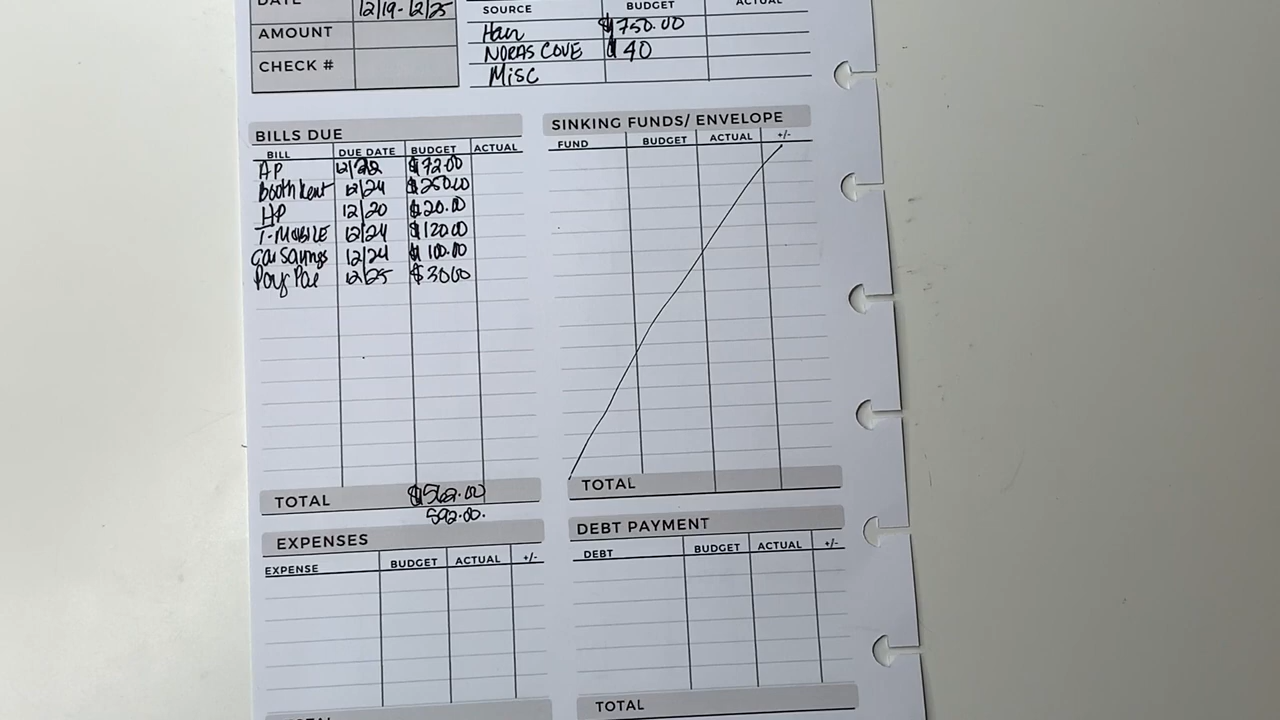 DATE 12/19-12/25
AMOUNT
CHECK #
SOURCE BUDGET ACTUAL
Hair $750.00
NORAS COVE $40
MISC
BILLS DUE
BILL DUE DATE BUDGET ACTUAL
AP 12/22 $72.00
Booth Rent 12/24 $250.00
HP 12/20 $20.00
T-MOBILE 12/24 $120.00
Savings 12/24 $100.00
Pay Pal 12/25 $30.00
TOTAL $562.00
592.00.
SINKING FUNDS/ ENVELOPE
FUND BUDGET ACTUAL +/-
TOTAL
EXPENSES
EXPENSE BUDGET ACTUAL +/-
DEBT PAYMENT
DEBT BUDGET ACTUAL +/-
TOTAL
TOTAL